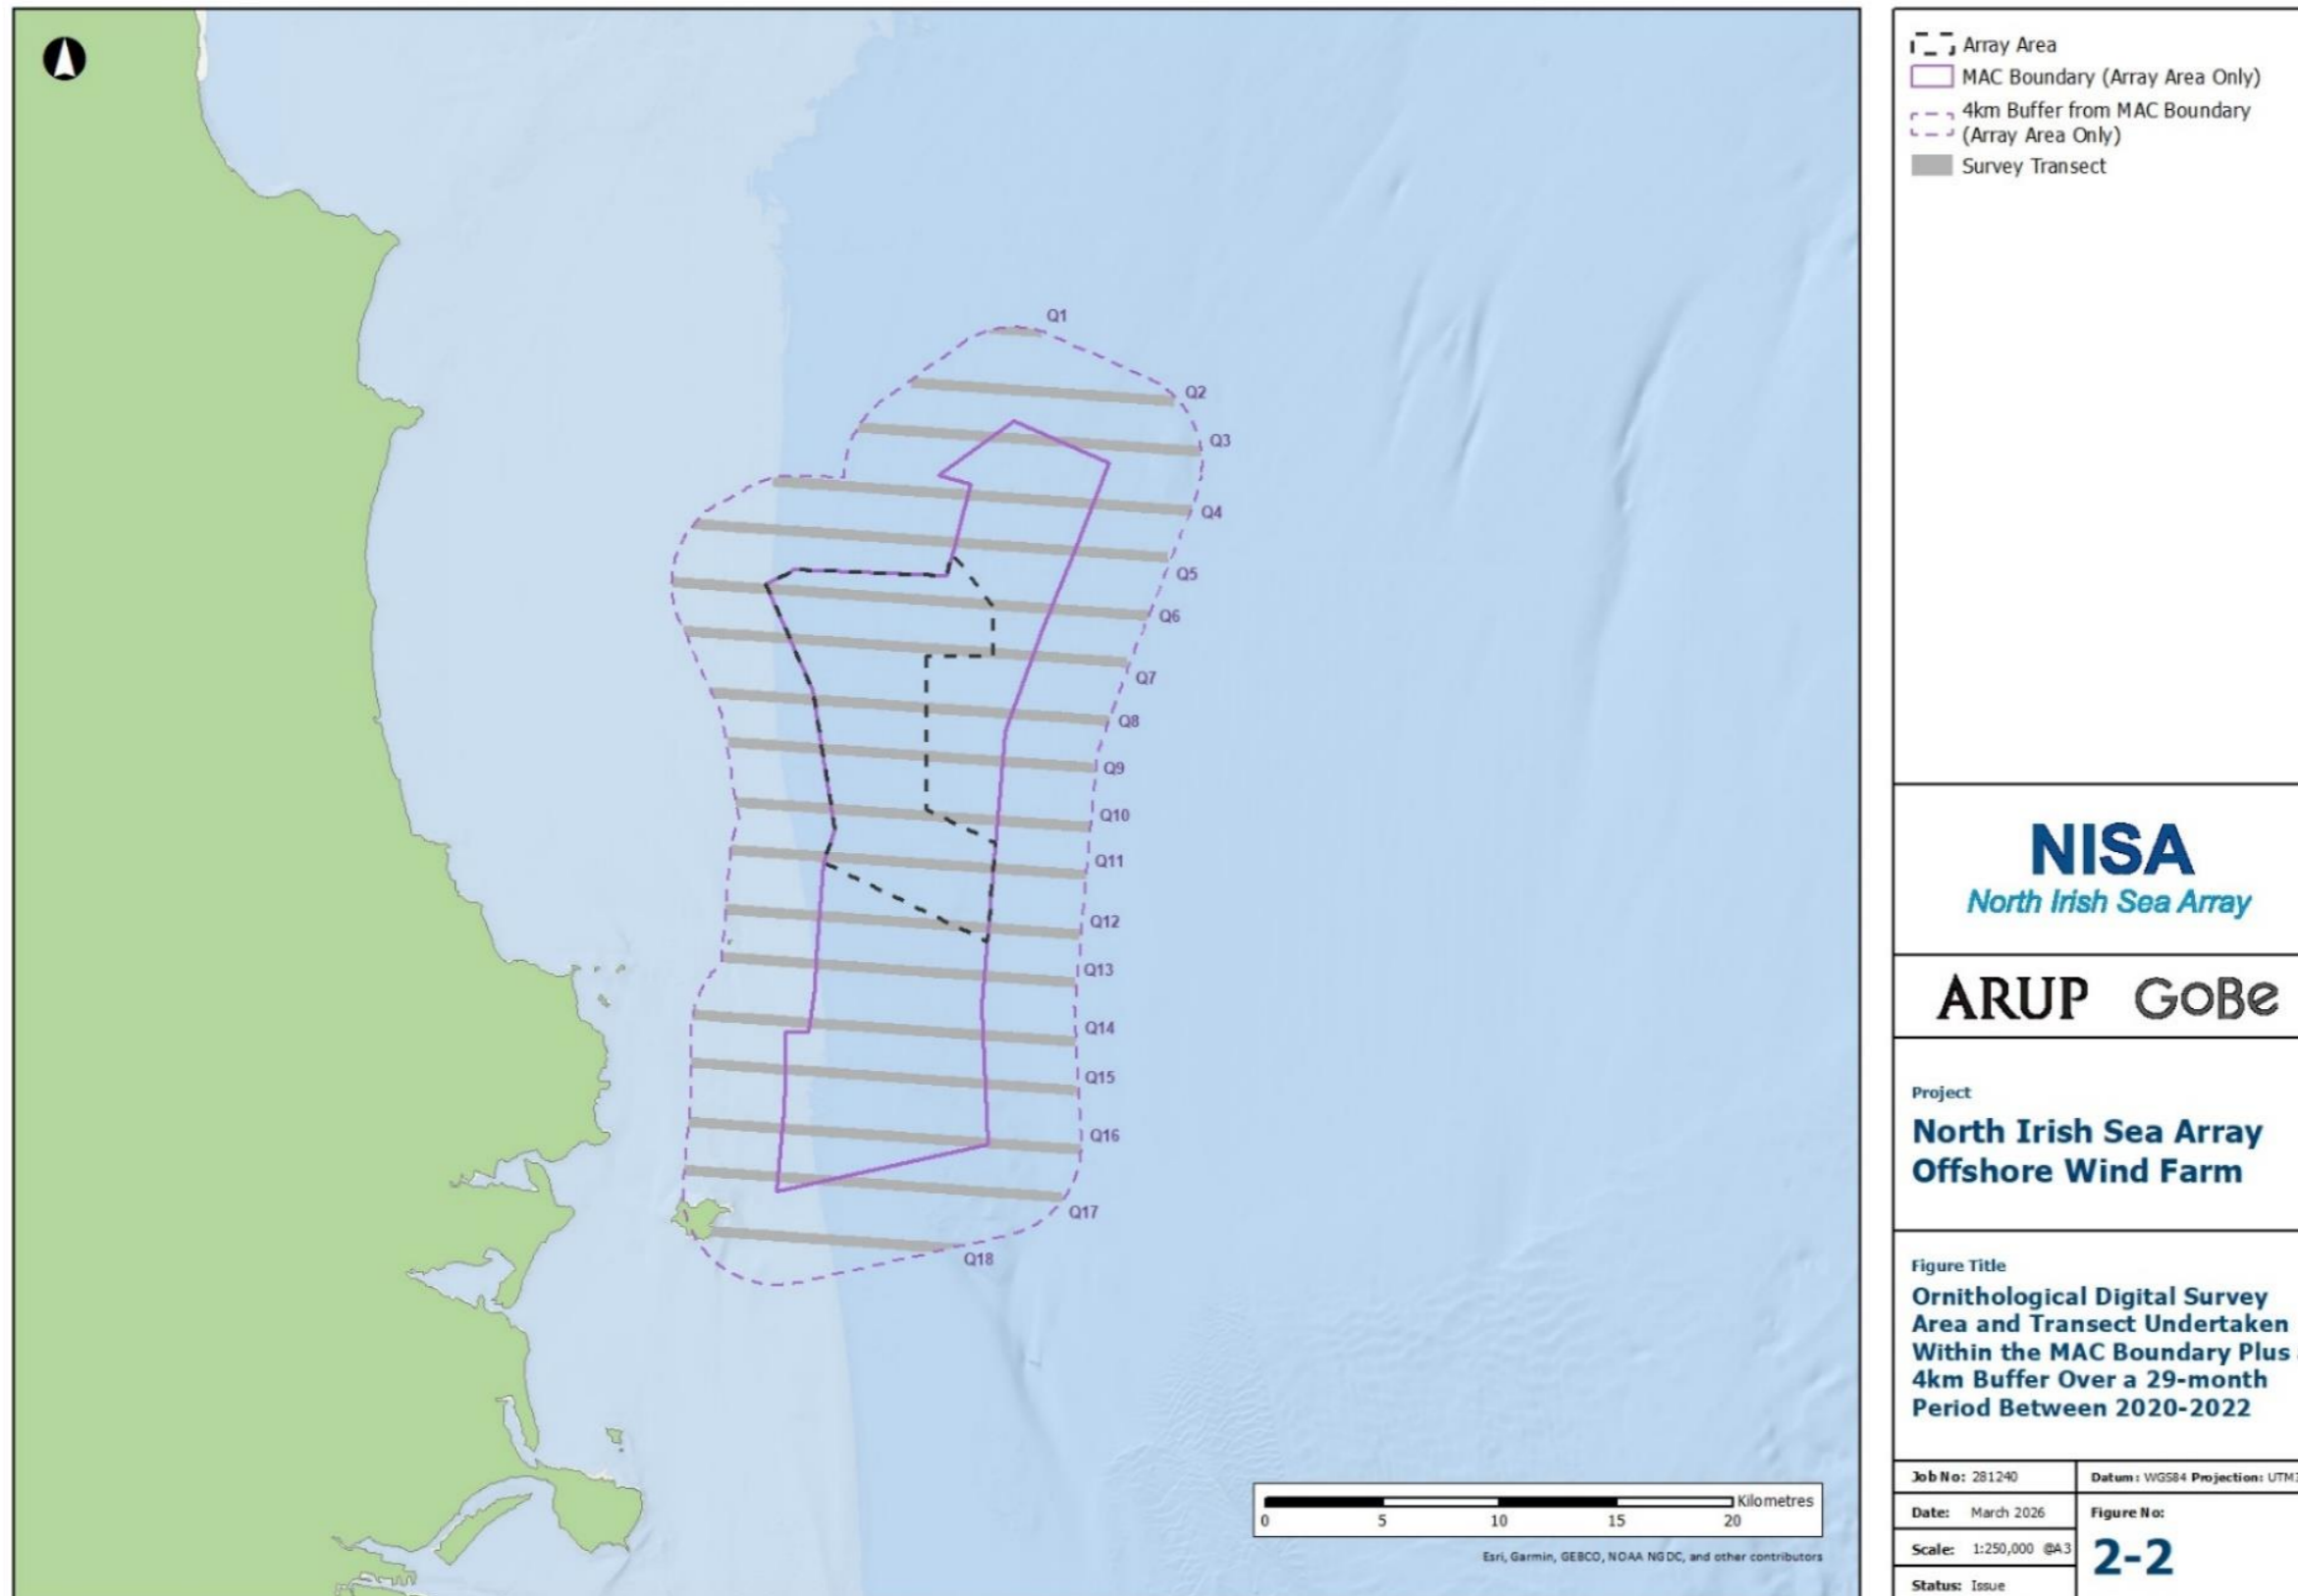 Array Area
MAC Boundary (Array Area Only)
4km Buffer from MAC Boundary
(Array Area Only)
Survey Transect
Q1
Q2
Q3
Q4
Q5
Q6
Q7
Q8
Q9
Q10
Q11
Q12
Q13
Q14
Q15
Q16
Q17
Q18
Kilometres
0 5 10 15 20
Esri, Garmin, GEBCO, NOAA NGDC, and other contributors
NISA
North Irish Sea Array
ARUP GoBe
Project
North Irish Sea Array
Offshore Wind Farm
Figure Title
Ornithological Digital Survey
Area and Transect Undertaken
Within the MAC Boundary Plus
4km Buffer Over a 29-month
Period Between 2020-2022
Job No: 281240 Datum: WGS84 Projection:
Date: March 2026 Figure No:
Scale: 1:250,000 @A3 2-2
Status: Issue